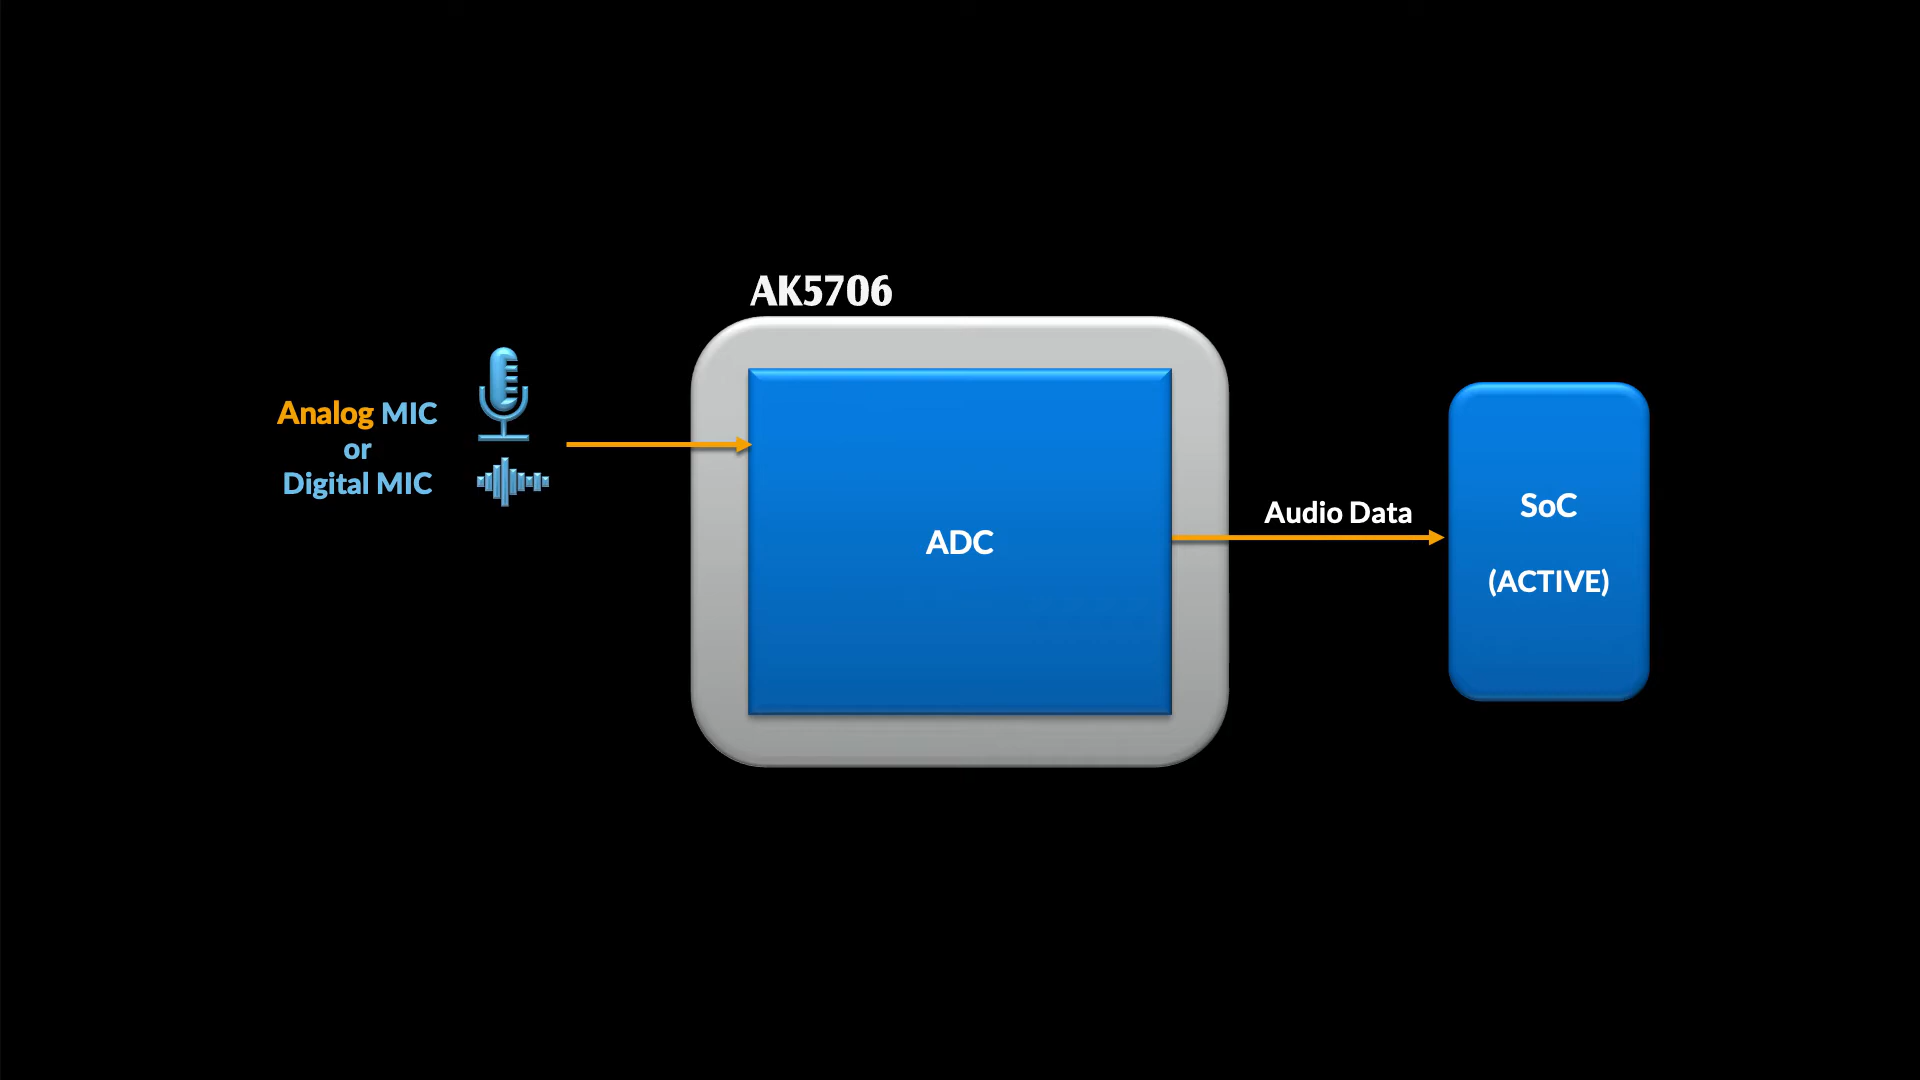 AK5706
Analog MIC
or
Digital MIC
ADC
Audio Data
SoC
(ACTIVE)